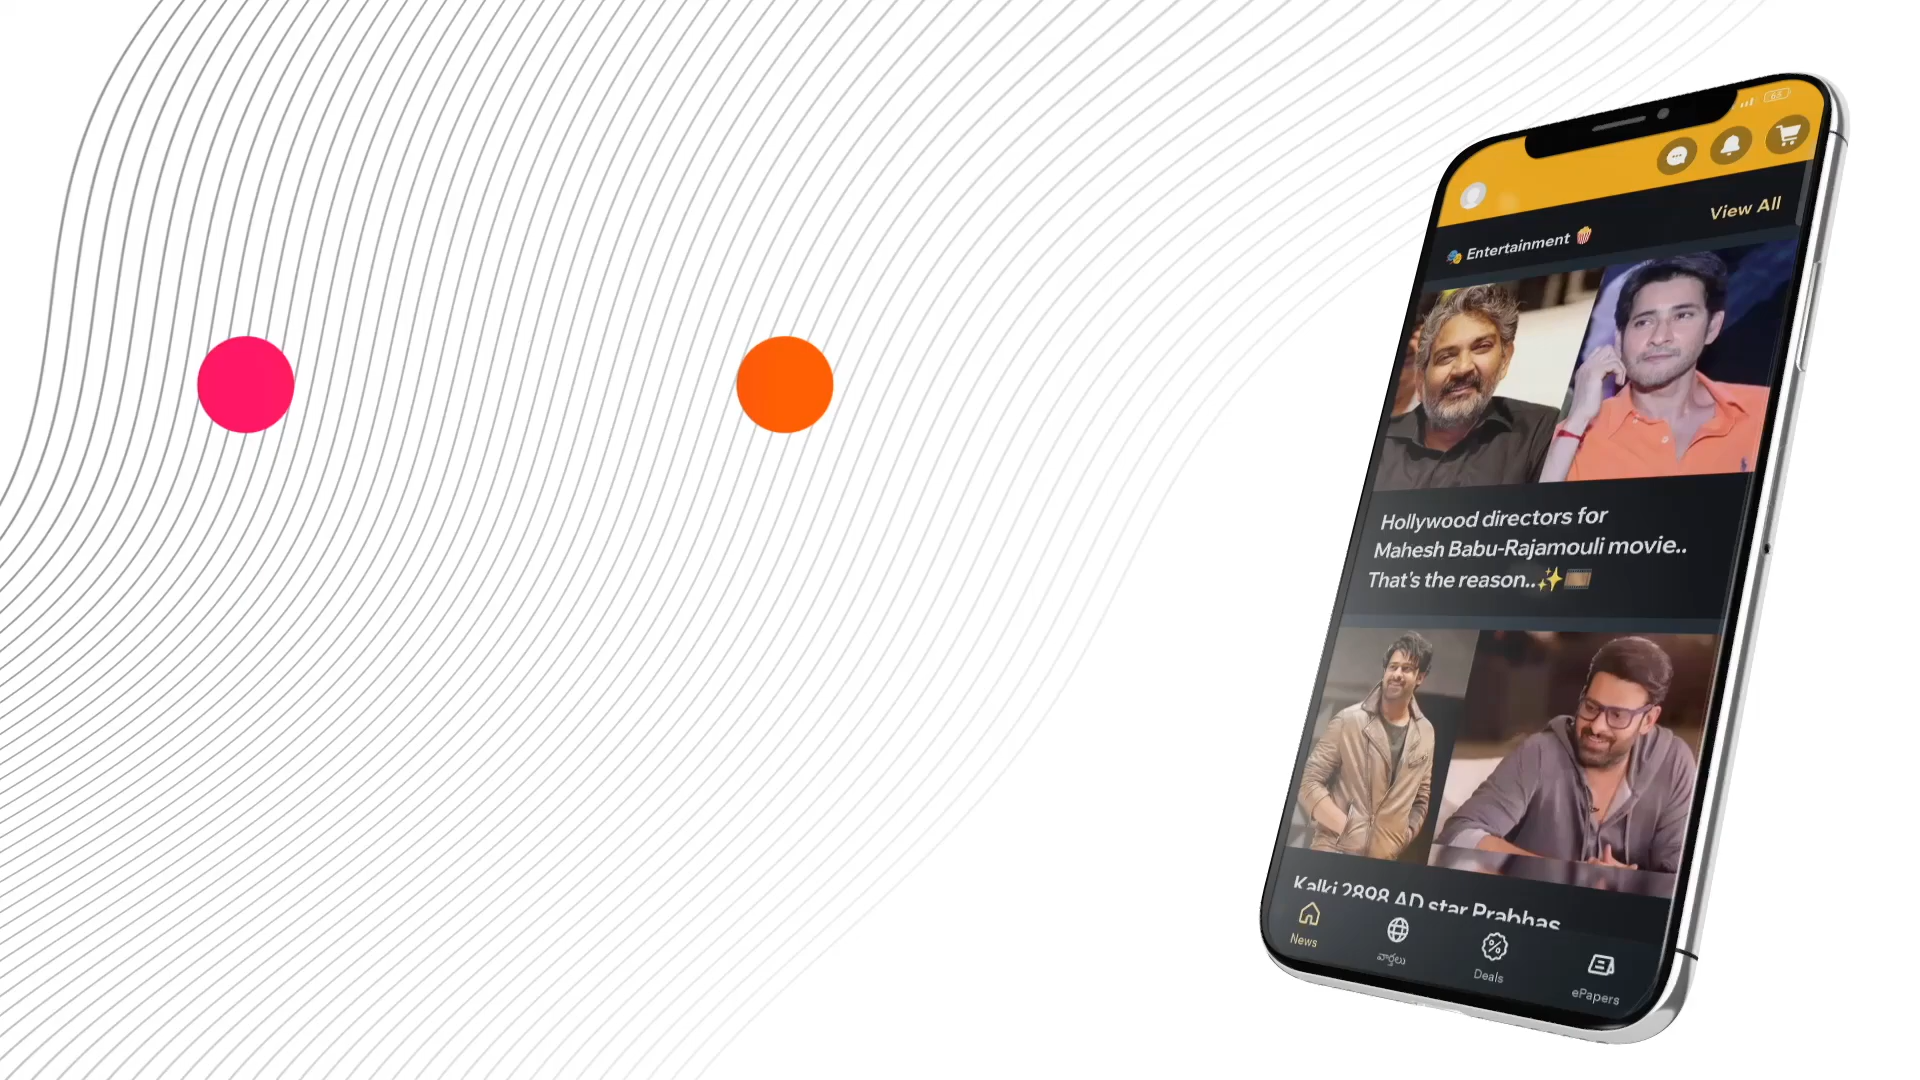 View All
🎭 Entertainment 🍿
Hollywood directors for
Mahesh Babu-Rajamouli movie..
That's the reason..✨🎞️
Kalki 2898 AD star Prabhas
News
వార్తలు
Deals
ePapers